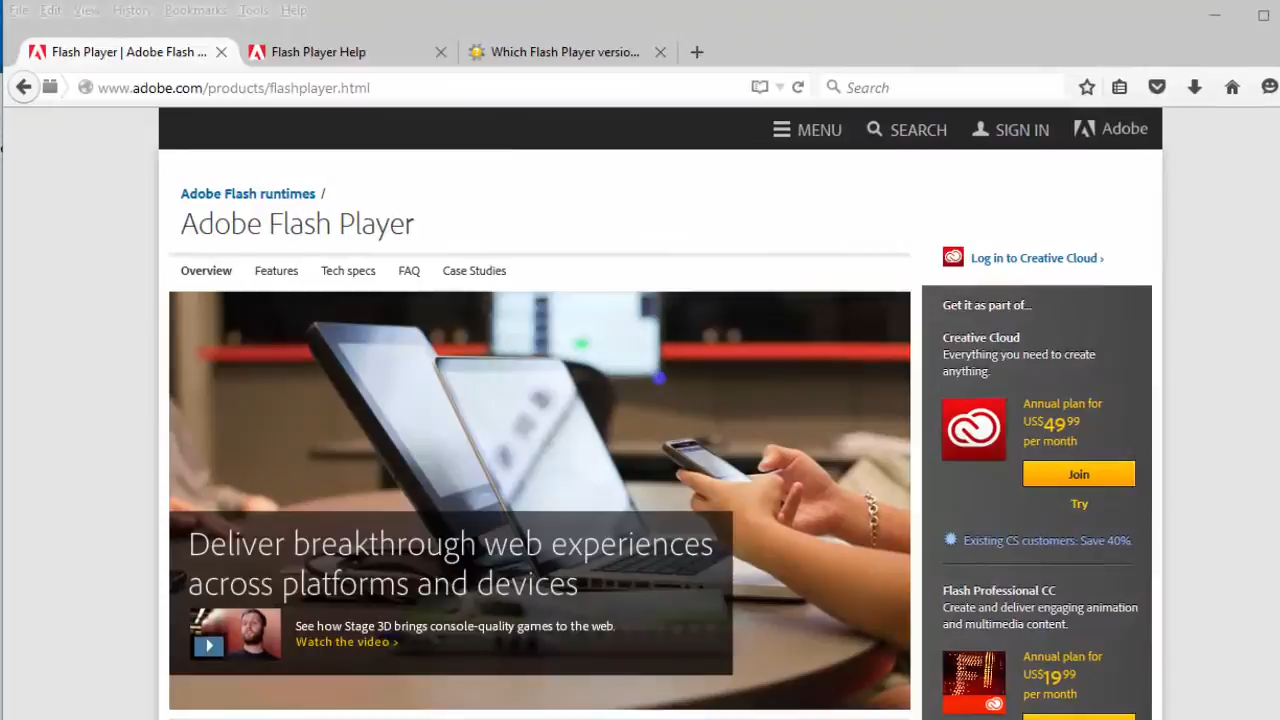 File Edit View History Bookmarks Tools Help
Flash Player | Adobe Flash ... Flash Player Help Which Flash Player versio...
www.adobe.com/products/flashplayer.html Search
MENU SEARCH SIGN IN Adobe
Adobe Flash runtimes /
Adobe Flash Player
Overview Features Tech specs FAQ Case Studies
Log in to Creative Cloud ›
Get it as part of...
Creative Cloud
Everything you need to create
anything.
Annual plan for
US$49.99
per month
Join
Try
Existing CS customers: Save 40%.
Deliver breakthrough web experiences
across platforms and devices
See how Stage 3D brings console-quality games to the web.
Watch the video ›
Flash Professional CC
Create and deliver engaging animation
and multimedia content.
Fl
Annual plan for
US$19.99
per month